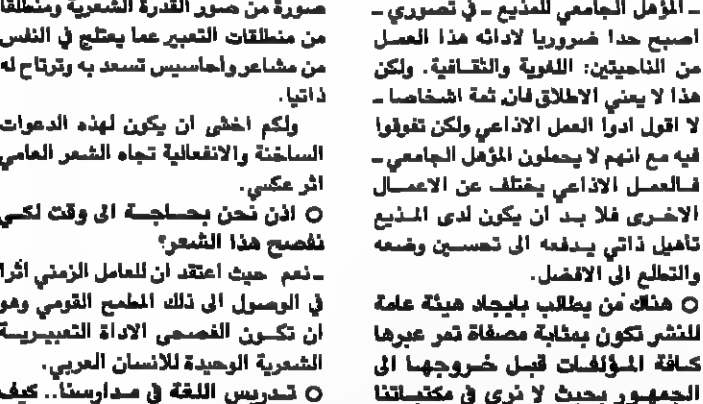 ـ المؤهل الجامعي للمذيع ـ في تصوري ـ
اصبح حدا ضروريا لادائه هذا العمل
من الناحيتين: اللغوية والثقافية. ولكن
هذا لا يعني الاطلاق فان ثمة اشخاصا ـ
لا اقول ادوا العمل الاذاعي ولكن تفوقوا
فيه مع انهم لا يحملون المؤهل الجامعي ـ
فالعمل الاذاعي يختلف عن الاعمال
الاخرى فلا بد ان يكون لدى المذيع
تأهيل ذاتي يدفعه الى تحسين وضعه
والتطلع الى الافضل.
○ هناك من يطالب بايجاد هيئة عامة
للنشر تكون بمثابة مصفاة تمر عبرها
كافة المؤلفات قبل خروجها الى
الجمهور بحيث لا نرى في مكتباتنا
صورة من صور القدرة الشعرية ومنطلقا
من منطلقات التعبير عما يعتلج في النفس
من مشاعر وأحاسيس تسعد به وترتاح له
ذاتيا.
ولكم اخشى ان يكون لهذه الدعوات
الساخنة والانفعالية تجاه الشعر العامي
اثر عكسي.
○ اذن نحن بحاجة الى وقت لكي
نفصح هذا الشعر؟
ـ نعم حيث اعتقد ان للعامل الزمني اثرا
في الوصول الى ذلك المطمح القومي وهو
ان تكون الفصحى الاداة التعبيرية
الشعرية الوحيدة للانسان العربي.
○ تدريس اللغة في مدارسنا.. كيف